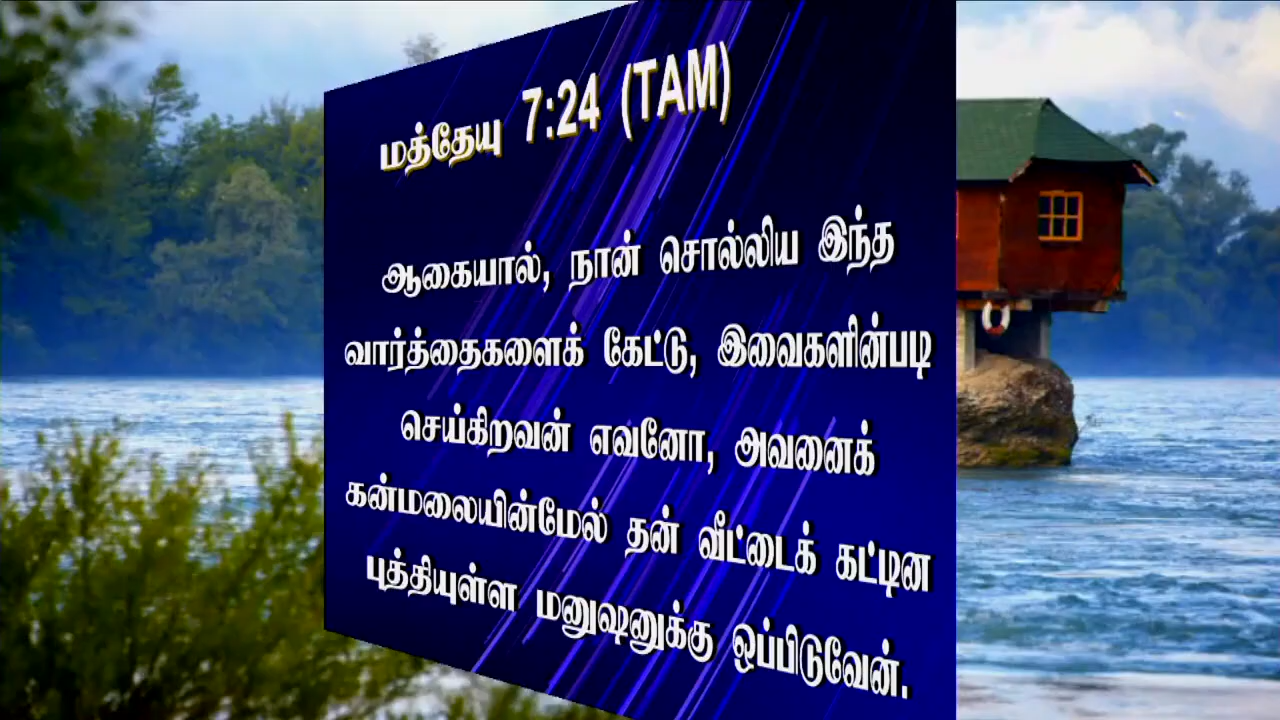 மத்தேயு 7:24 (TAM)
ஆகையால், நான் சொல்லிய இந்த
வார்த்தைகளைக் கேட்டு, இவைகளின்படி
செய்கிறவன் எவனோ, அவனைக்
கன்மலையின்மேல் தன் வீட்டைக் கட்டின
புத்தியுள்ள மனுஷனுக்கு ஒப்பிடுவேன்.